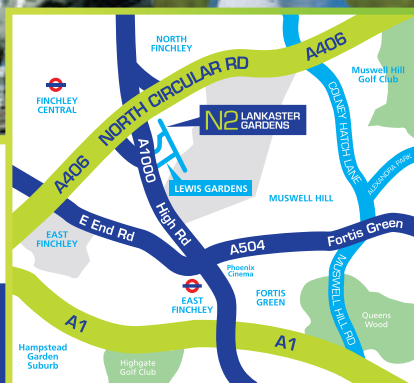 NORTH
FINCHLEY
A406
Muswell Hill
Golf Club
FINCHLEY
CENTRAL
NORTH CIRCULAR RD
COLNEY HATCH LANE
N2 LANKASTER
GARDENS
A1000
ALEXANDRA PARK
A406
LEWIS GARDENS
MUSWELL HILL
High Rd
E End Rd
EAST
FINCHLEY
A504
Fortis Green
Phoenix
Cinema
MUSWELL HILL RD
EAST
FINCHLEY
FORTIS
GREEN
Queens
Wood
A1
A1
Hampstead
Garden
Suburb
Highgate
Golf Club